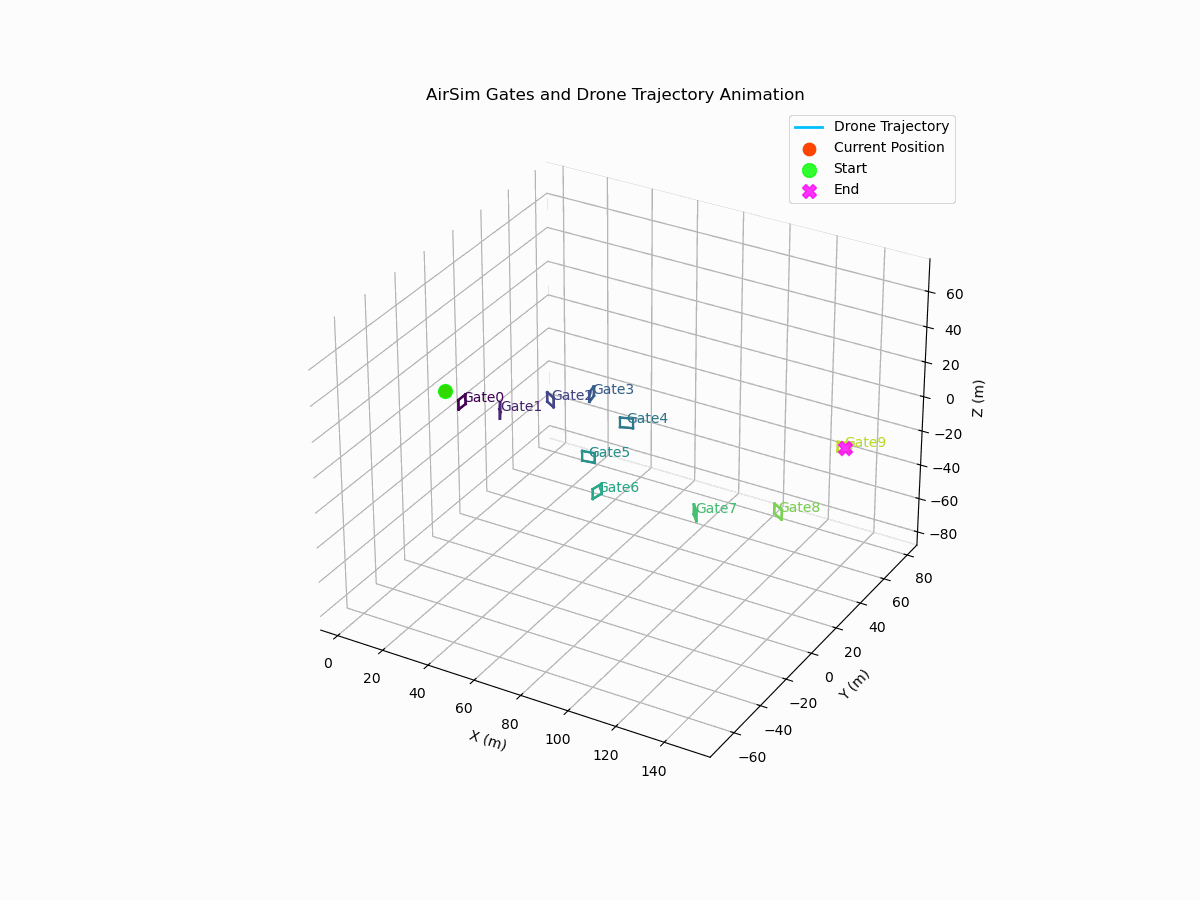 AirSim Gates and Drone Trajectory Animation
Drone Trajectory
Current Position
Start
End
Gate0
Gate1
Gate2
Gate3
Gate4
Gate5
Gate6
Gate7
Gate8
Gate9
60
40
20
0
−20
−40
−60
−80
Z (m)
80
60
40
20
0
−20
−40
−60
Y (m)
0
20
40
60
80
100
120
140
X (m)